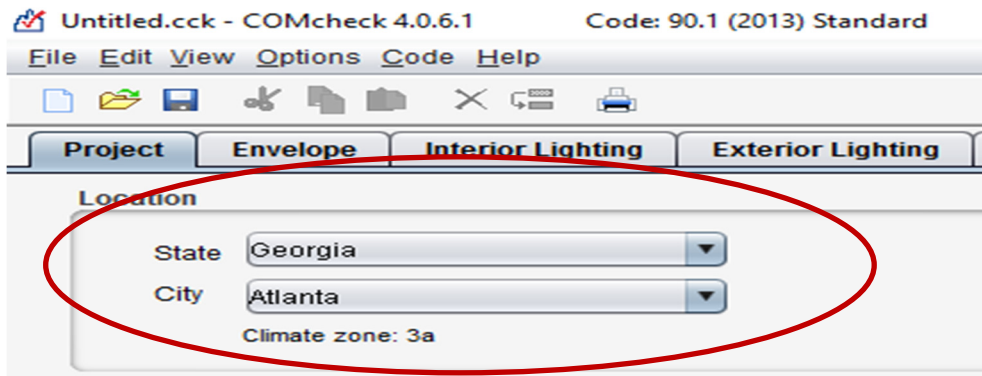 Untitled.cck - COMcheck 4.0.6.1 Code: 90.1 (2013) Standard
File Edit View Options Code Help
Project Envelope Interior Lighting Exterior Lighting
Location
State Georgia
City Atlanta
Climate zone: 3a